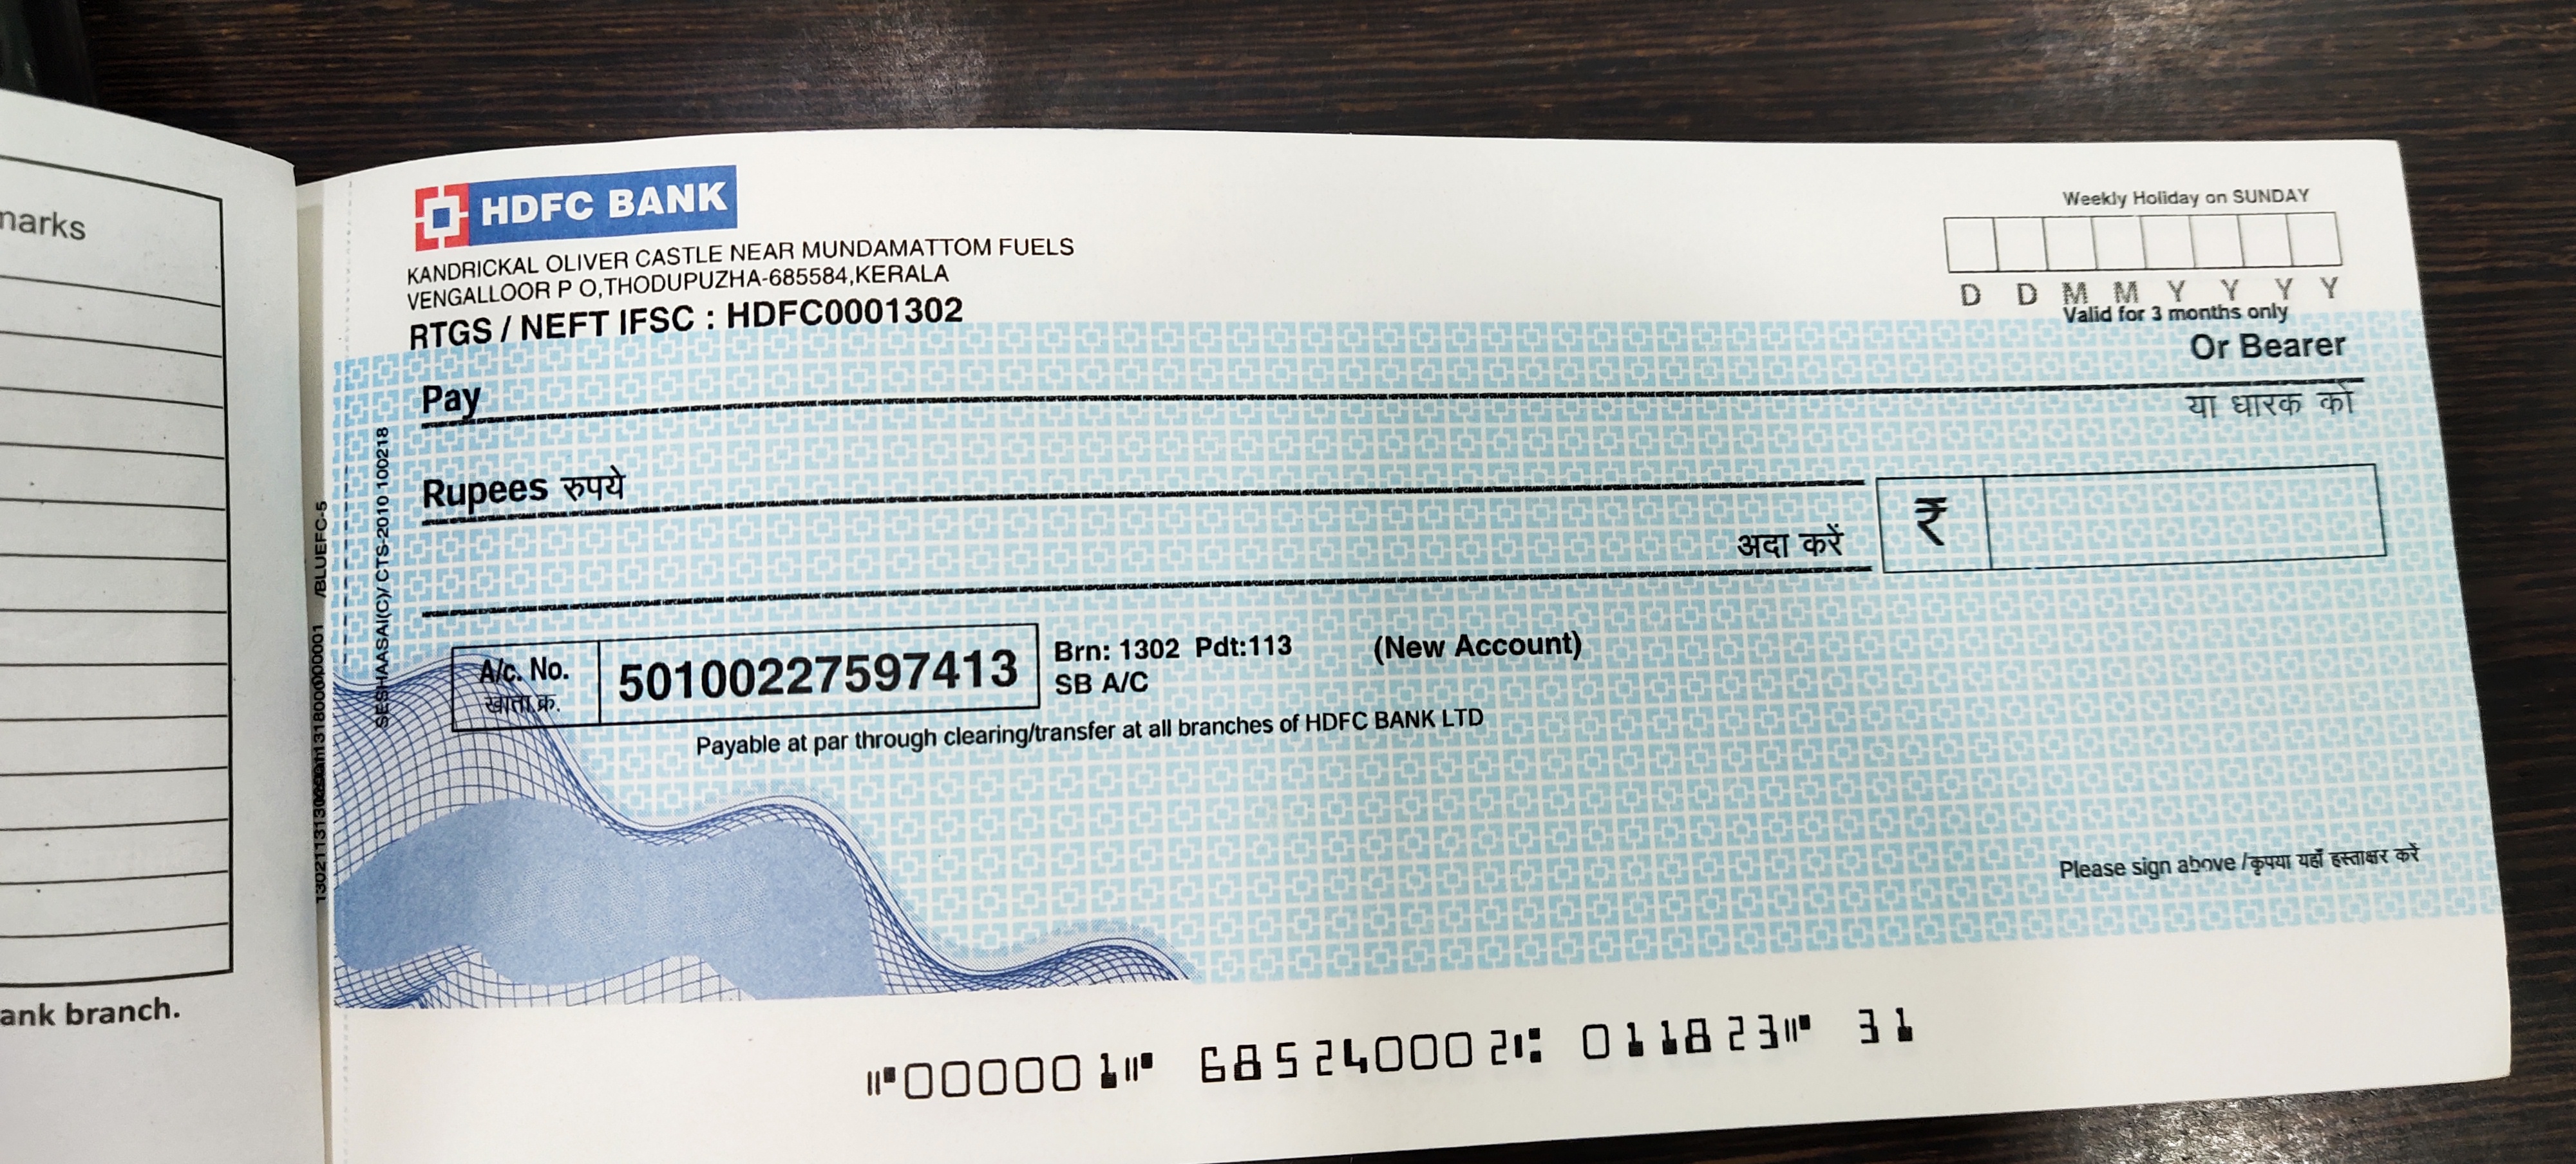 marks
ank branch.
HDFC BANK
KANDRICKAL OLIVER CASTLE NEAR MUNDAMATTOM FUELS
VENGALLOOR P O,THODUPUZHA-685584,KERALA
RTGS / NEFT IFSC : HDFC0001302
Weekly Holiday on SUNDAY
D D M M Y Y Y Y
Valid for 3 months only
Pay
Or Bearer
या धारक को
Rupees रुपये
अदा करें
₹
A/c. No.
खाता क्र.
50100227597413
Brn: 1302 Pdt:113 (New Account)
SB A/C
Payable at par through clearing/transfer at all branches of HDFC BANK LTD
Please sign above /कृपया यहाँ हस्ताक्षर करें
SESHAASAI(C)/ CTS-2010 100218
/BLUEFC-5
⑈000001⑈ 685240002⑆ 011823⑈ 31